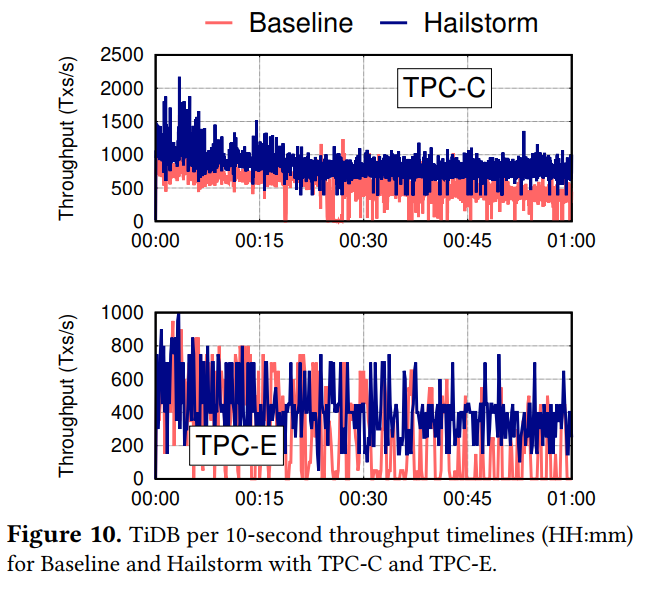 Baseline Hailstorm
2500
2000
1500
1000
500
0
Throughput (Txs/s)
TPC-C
00:00 00:15 00:30 00:45 01:00
1000
800
600
400
200
0
Throughput (Txs/s)
TPC-E
00:00 00:15 00:30 00:45 01:00
Figure 10. TiDB per 10-second throughput timelines (HH:mm)
for Baseline and Hailstorm with TPC-C and TPC-E.